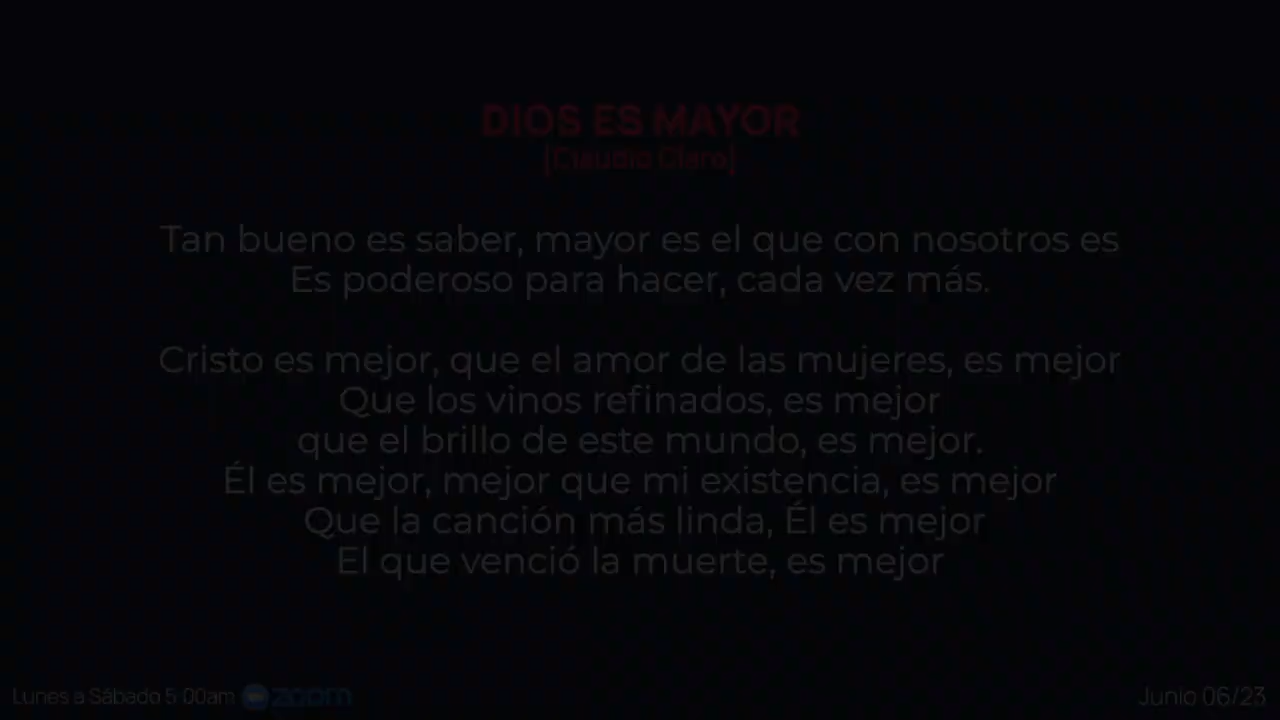 DIOS ES MAYOR
[Claudio Claro]
Tan bueno es saber, mayor es el que con nosotros es
Es poderoso para hacer, cada vez más.
Cristo es mejor, que el amor de las mujeres, es mejor
Que los vinos refinados, es mejor
que el brillo de este mundo, es mejor.
Él es mejor, mejor que mi existencia, es mejor
Que la canción más linda, Él es mejor
El que venció la muerte, es mejor
Lunes a Sábado 5:00am zoom
Junio 06/23